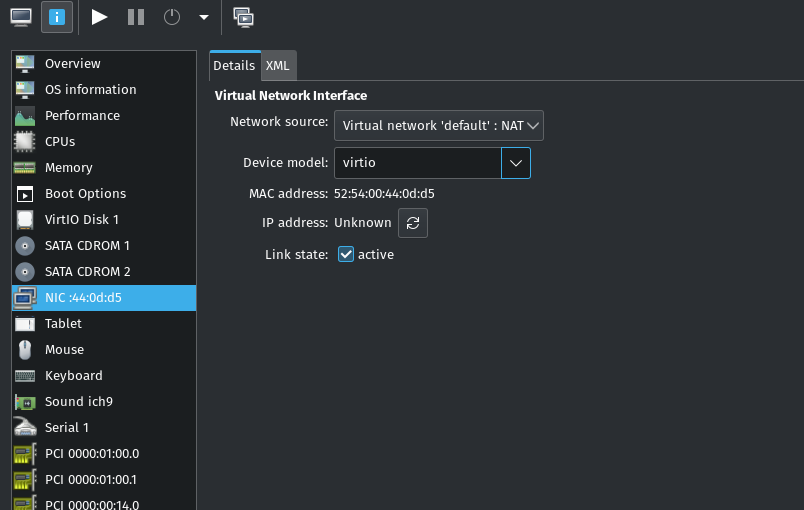 Overview
OS information
Performance
CPUs
Memory
Boot Options
VirtIO Disk 1
SATA CDROM 1
SATA CDROM 2
NIC :44:0d:d5
Tablet
Mouse
Keyboard
Sound ich9
Serial 1
PCI 0000:01:00.0
PCI 0000:01:00.1
PCI 0000:00:14.0
Details XML
Virtual Network Interface
Network source: Virtual network 'default' : NAT
Device model: virtio
MAC address: 52:54:00:44:0d:d5
IP address: Unknown
Link state: active